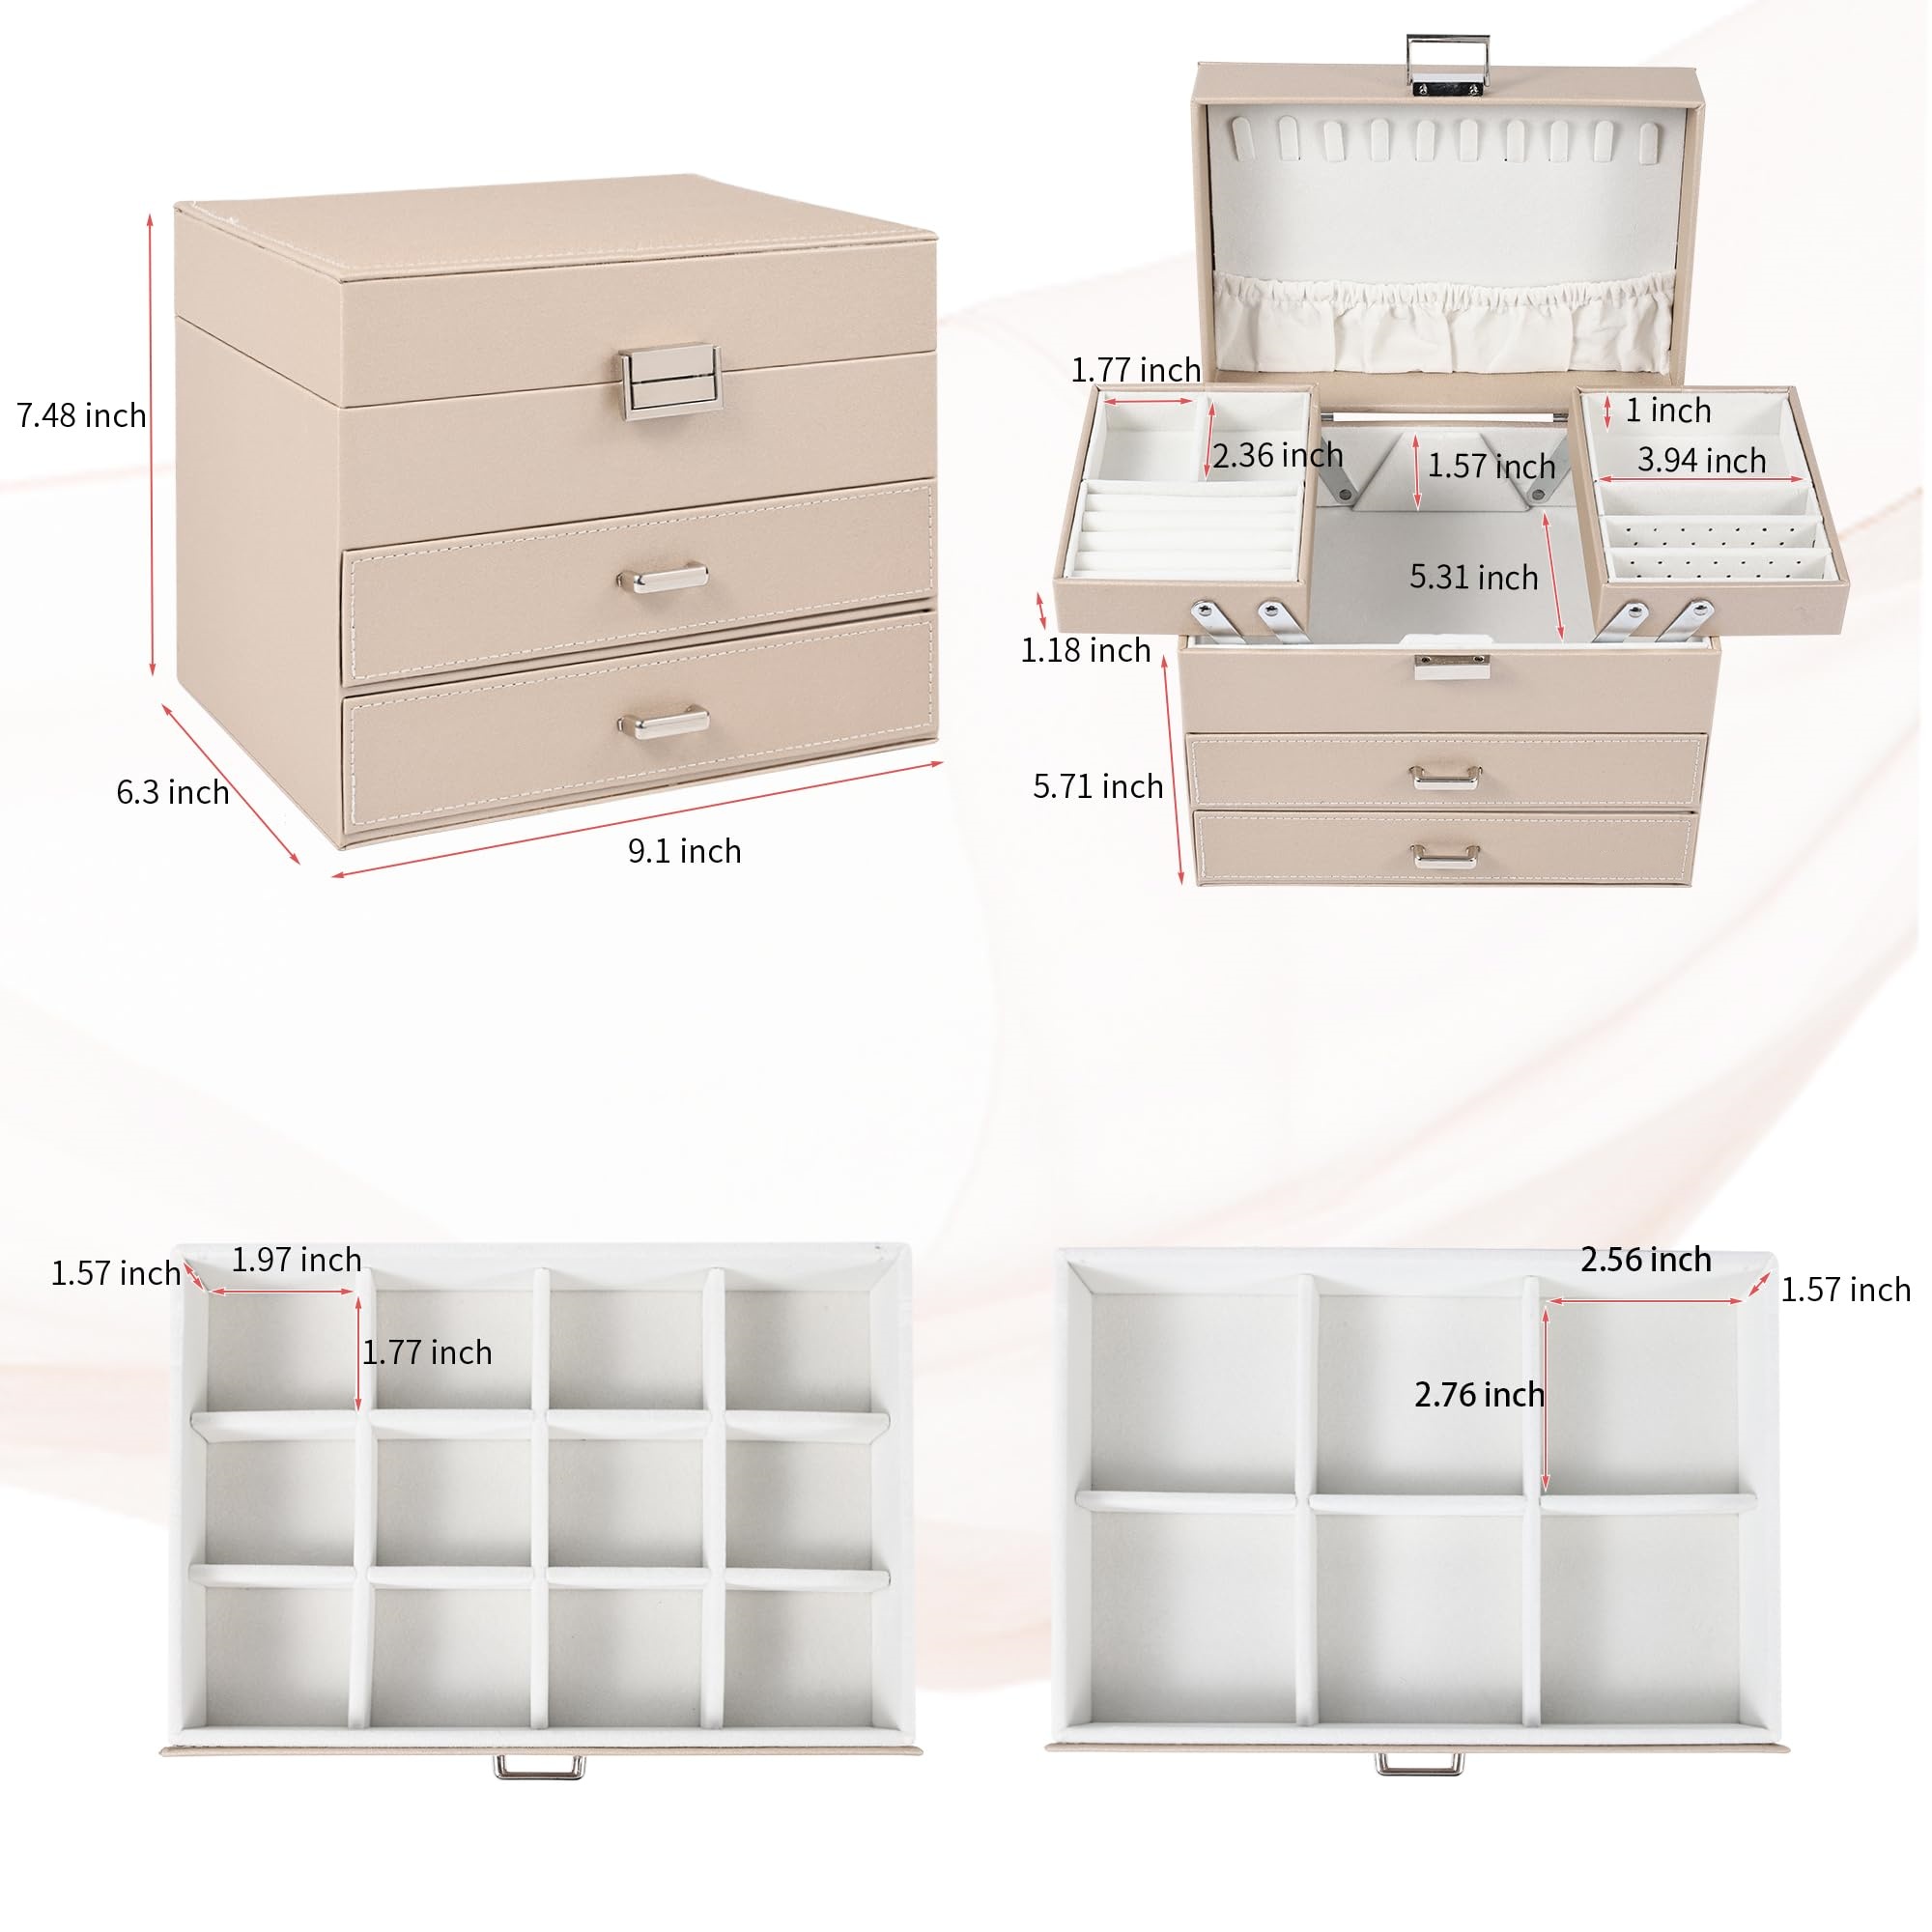 7.48 inch
6.3 inch
9.1 inch
1.77 inch
2.36 inch
1.57 inch
1 inch
3.94 inch
5.31 inch
1.18 inch
5.71 inch
1.57 inch
1.97 inch
1.77 inch
2.56 inch
1.57 inch
2.76 inch